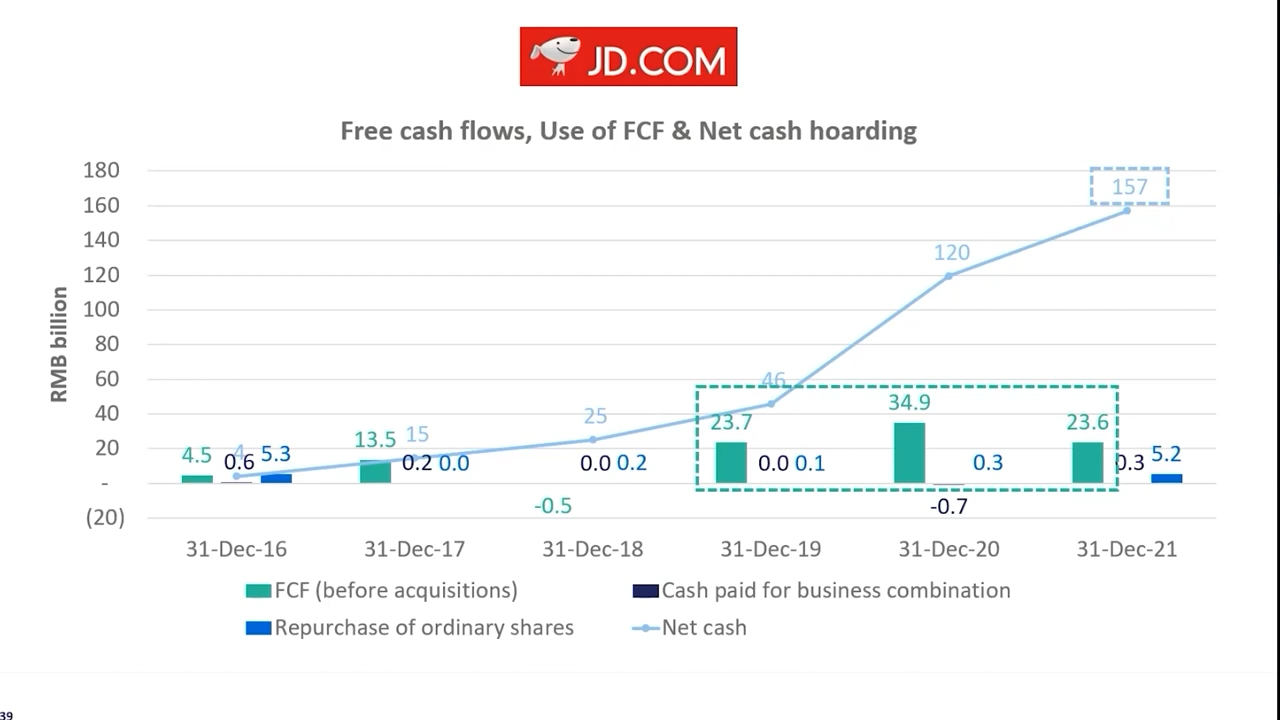 JD.COM
Free cash flows, Use of FCF & Net cash hoarding
RMB billion
180
160
140
120
100
80
60
40
20
-
(20)
157
120
46
25
15
4
4.5
0.6
5.3
13.5
0.2
0.0
-0.5
0.0
0.2
23.7
0.0
0.1
34.9
-0.7
0.3
23.6
0.3
5.2
31-Dec-16
31-Dec-17
31-Dec-18
31-Dec-19
31-Dec-20
31-Dec-21
FCF (before acquisitions)
Cash paid for business combination
Repurchase of ordinary shares
Net cash
39